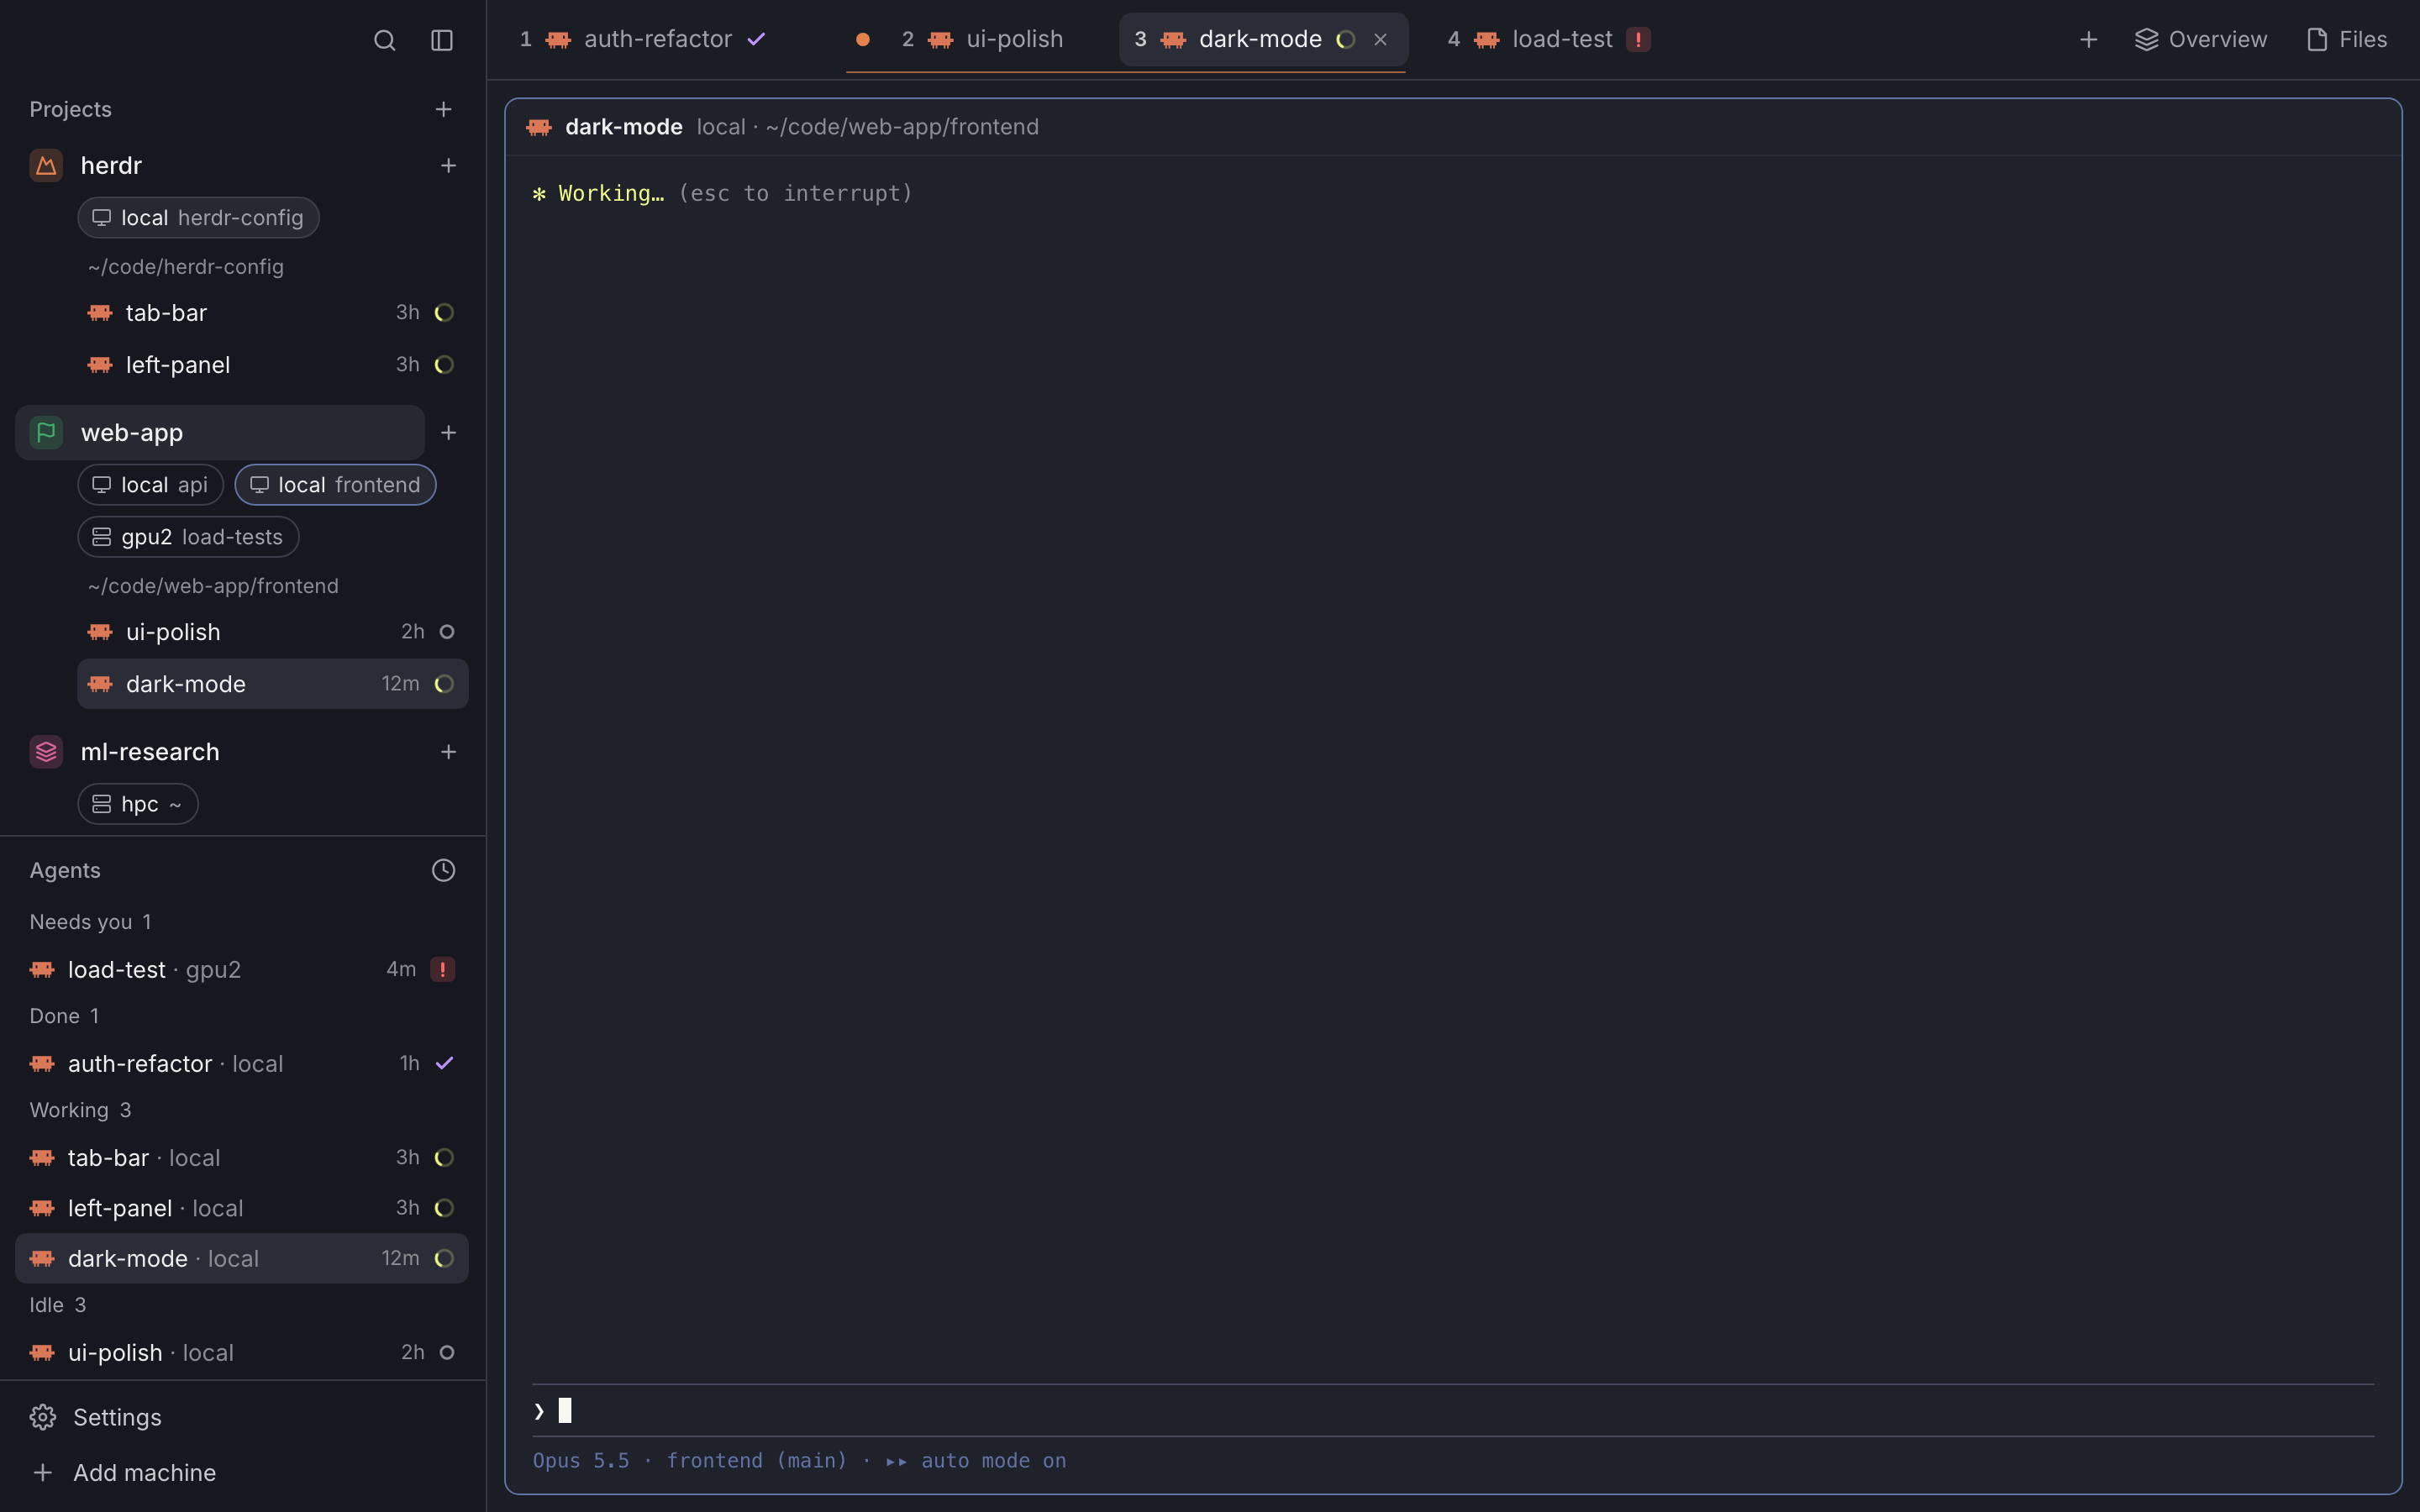 1 auth-refactor
2 ui-polish
3 dark-mode
4 load-test !
Overview
Files
Projects
herdr
local herdr-config
~/code/herdr-config
tab-bar 3h
left-panel 3h
web-app
local api
local frontend
gpu2 load-tests
~/code/web-app/frontend
ui-polish 2h
dark-mode 12m
ml-research
hpc ~
Agents
Needs you 1
load-test · gpu2 4m !
Done 1
auth-refactor · local 1h
Working 3
tab-bar · local 3h
left-panel · local 3h
dark-mode · local 12m
Idle 3
ui-polish · local 2h
Settings
Add machine
dark-mode local · ~/code/web-app/frontend
✻ Working… (esc to interrupt)
❯
Opus 5.5 · frontend (main) · ▸▸ auto mode on